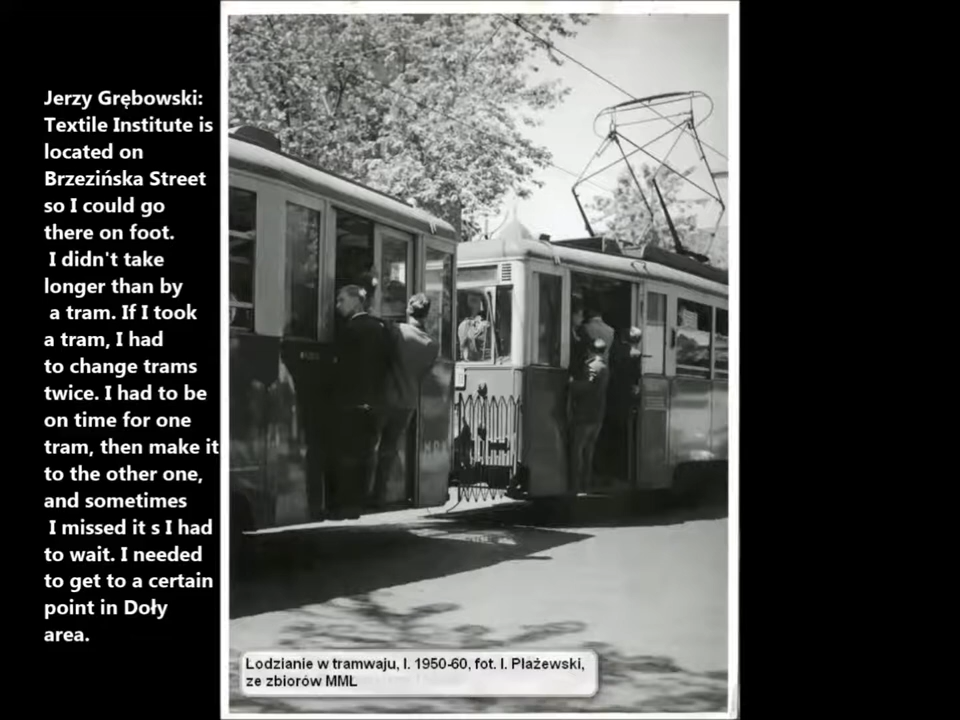 Jerzy Grębowski:
Textile Institute is
located on
Brzezińska Street
so I could go
there on foot.
I didn't take
longer than by
a tram. If I took
a tram, I had
to change trams
twice. I had to be
on time for one
tram, then make it
to the other one,
and sometimes
I missed it s I had
to wait. I needed
to get to a certain
point in Doły
area.
Lodzianie w tramwaju, l. 1950-60, fot. I. Płażewski,
ze zbiorów MML